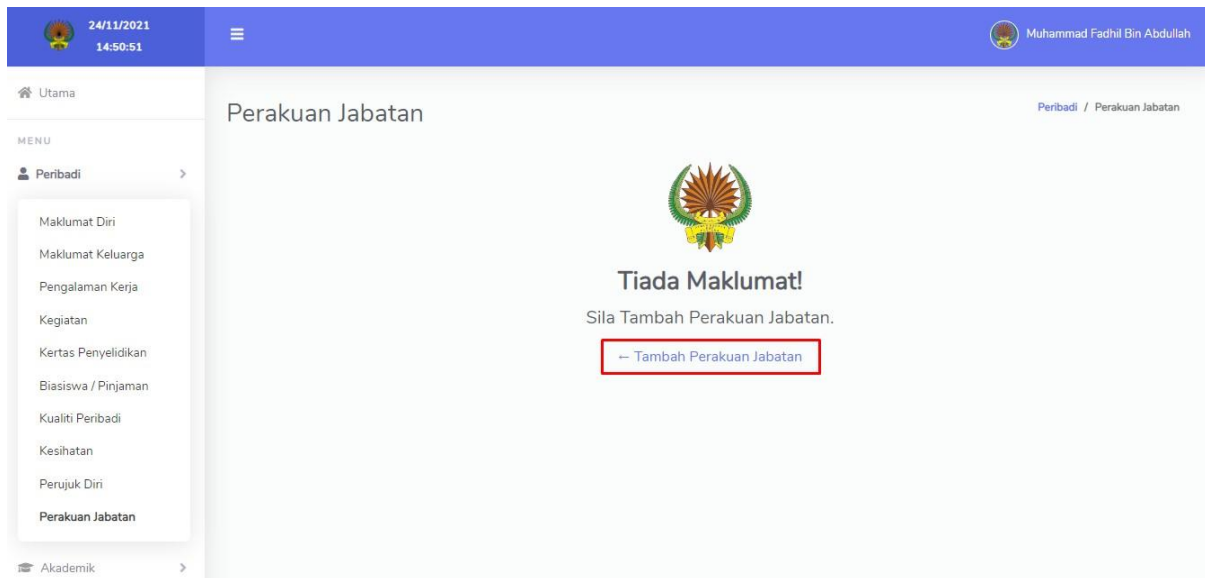 24/11/2021
14:50:51
Muhammad Fadhil Bin Abdullah
Utama
MENU
Peribadi
Maklumat Diri
Maklumat Keluarga
Pengalaman Kerja
Kegiatan
Kertas Penyelidikan
Biasiswa / Pinjaman
Kualiti Peribadi
Kesihatan
Perujuk Diri
Perakuan Jabatan
Akademik
Perakuan Jabatan
Peribadi / Perakuan Jabatan
Tiada Maklumat!
Sila Tambah Perakuan Jabatan.
← Tambah Perakuan Jabatan